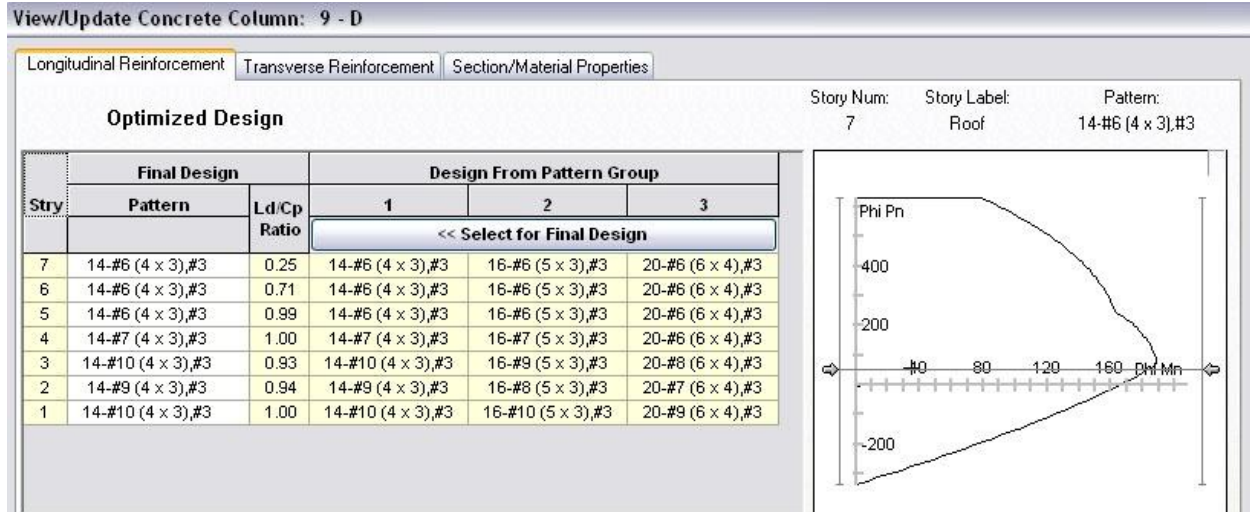 View/Update Concrete Column: 9 - D
Longitudinal Reinforcement Transverse Reinforcement Section/Material Properties
Optimized Design
Story Num: Story Label: Pattern:
7 Roof 14-#6 (4 x 3),#3
Final Design Design From Pattern Group
Stry Pattern Ld/Cp Ratio 1 2 3
<< Select for Final Design
7 14-#6 (4 x 3),#3 0.25 14-#6 (4 x 3),#3 16-#6 (5 x 3),#3 20-#6 (6 x 4),#3
6 14-#6 (4 x 3),#3 0.71 14-#6 (4 x 3),#3 16-#6 (5 x 3),#3 20-#6 (6 x 4),#3
5 14-#6 (4 x 3),#3 0.99 14-#6 (4 x 3),#3 16-#6 (5 x 3),#3 20-#6 (6 x 4),#3
4 14-#7 (4 x 3),#3 1.00 14-#7 (4 x 3),#3 16-#7 (5 x 3),#3 20-#6 (6 x 4),#3
3 14-#10 (4 x 3),#3 0.93 14-#10 (4 x 3),#3 16-#9 (5 x 3),#3 20-#8 (6 x 4),#3
2 14-#9 (4 x 3),#3 0.94 14-#9 (4 x 3),#3 16-#8 (5 x 3),#3 20-#7 (6 x 4),#3
1 14-#10 (4 x 3),#3 1.00 14-#10 (4 x 3),#3 16-#10 (5 x 3),#3 20-#9 (6 x 4),#3
Phi Pn
400
200
40 80 120 160 Phi Mn
-200